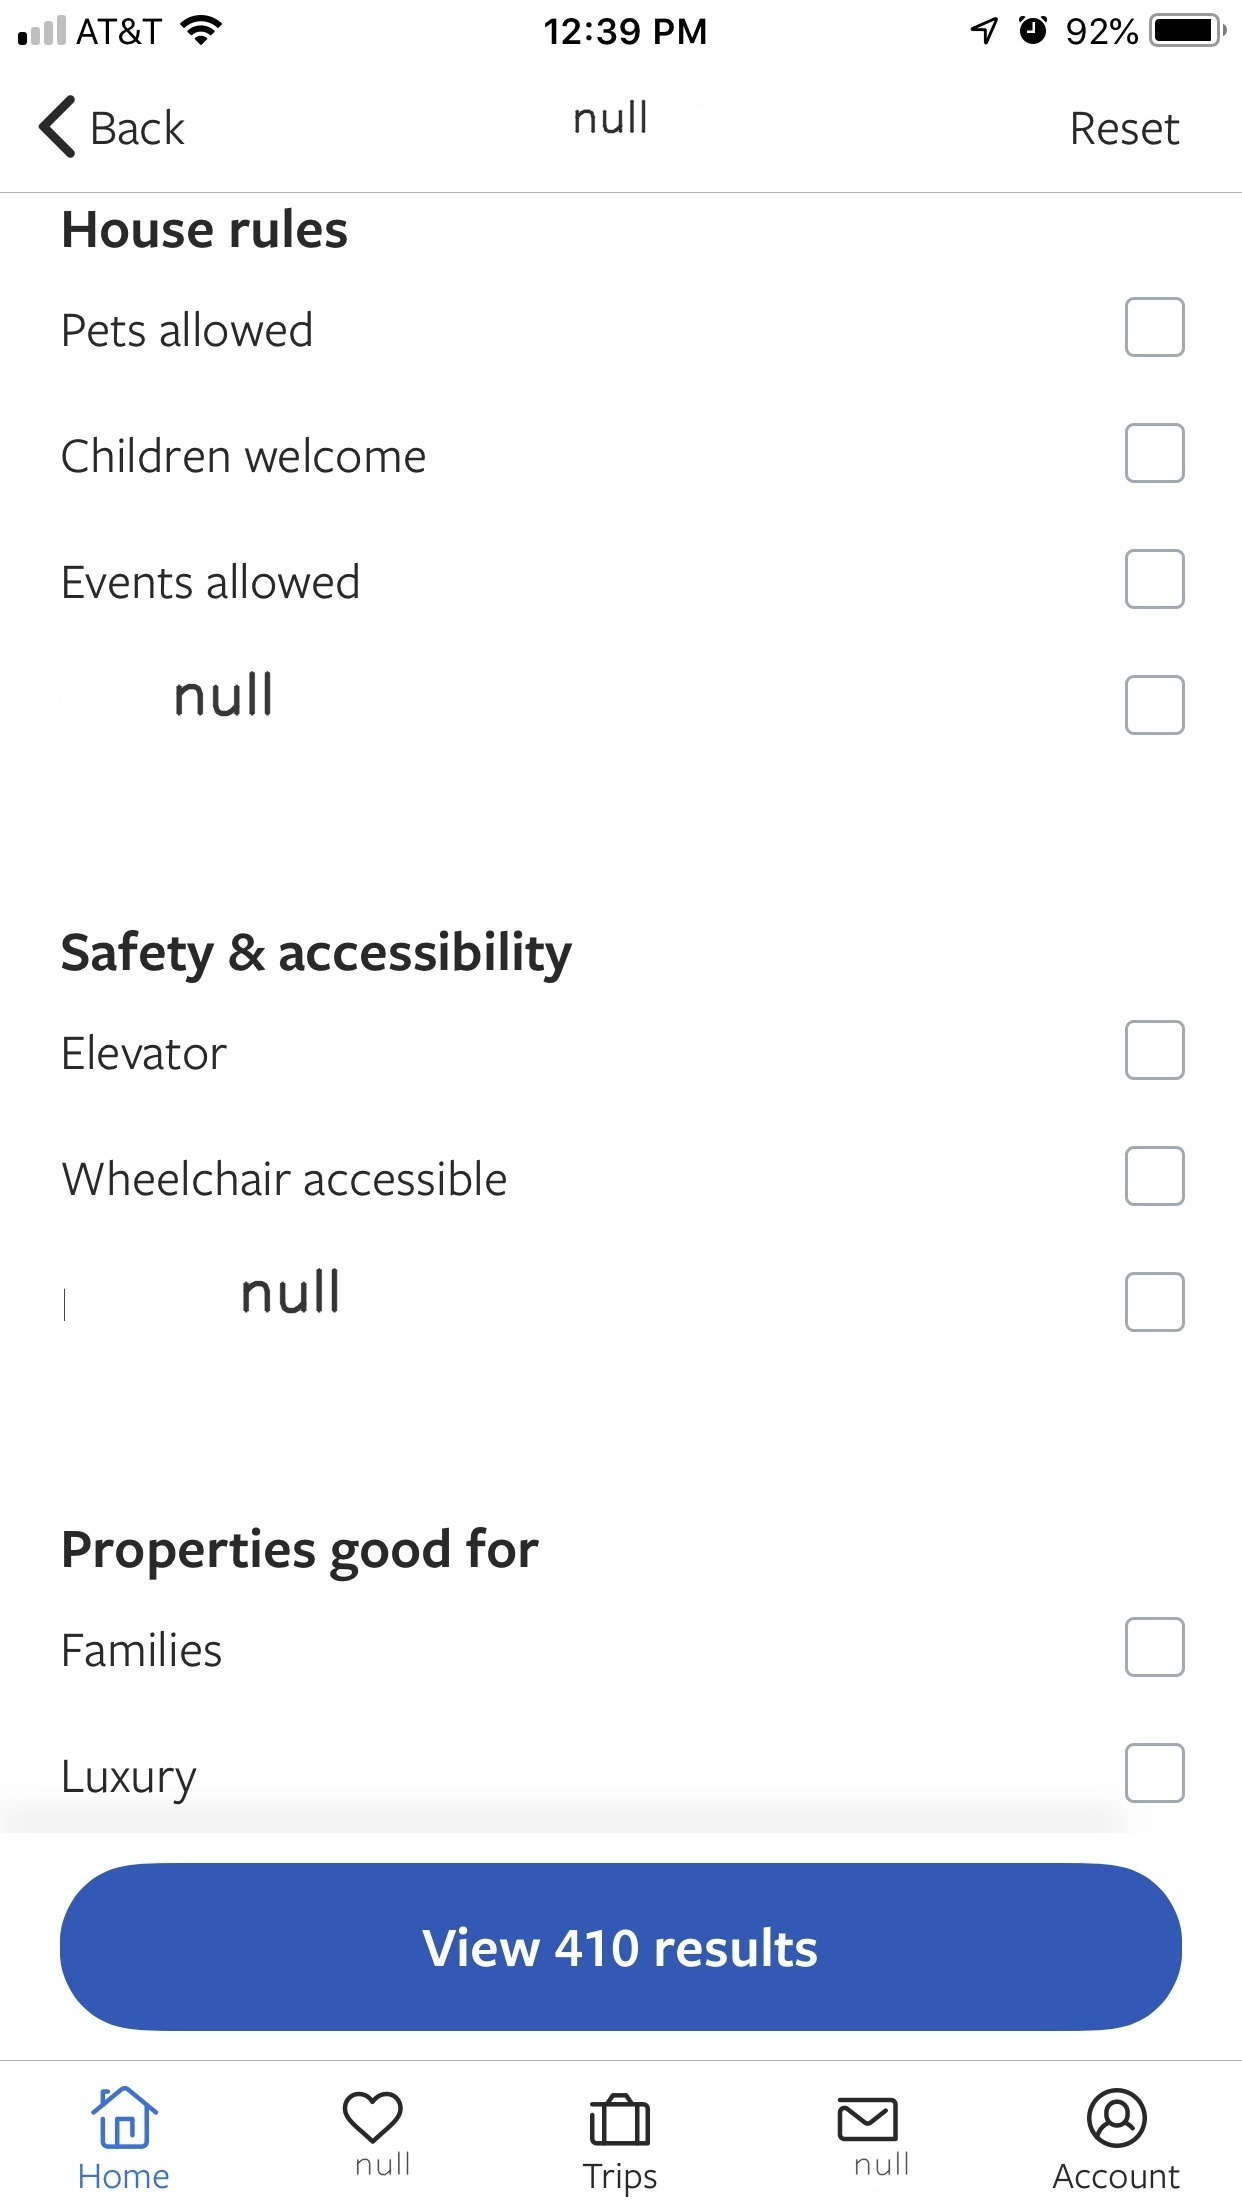 AT&T 12:39 PM 92%
Back null Reset
House rules
Pets allowed
Children welcome
Events allowed
null
Safety & accessibility
Elevator
Wheelchair accessible
null
Properties good for
Families
Luxury
View 410 results
Home null Trips null Account